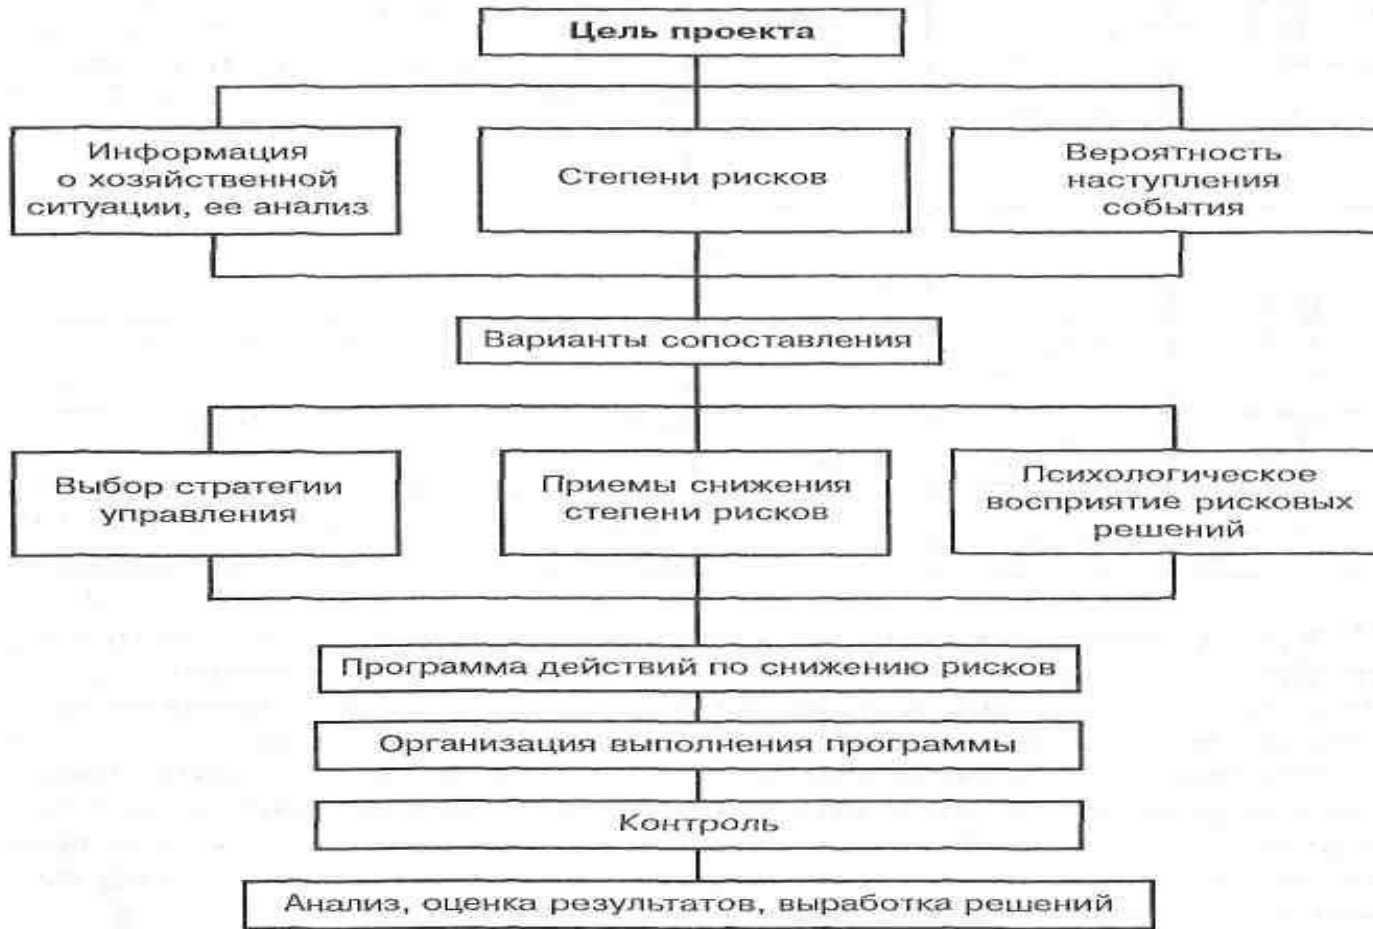 Цель проекта
Информация
о хозяйственной
ситуации, ее анализ
Степени рисков
Вероятность
наступления
события
Варианты сопоставления
Выбор стратегии
управления
Приемы снижения
степени рисков
Психологическое
восприятие рисковых
решений
Программа действий по снижению рисков
Организация выполнения программы
Контроль
Анализ, оценка результатов, выработка решений